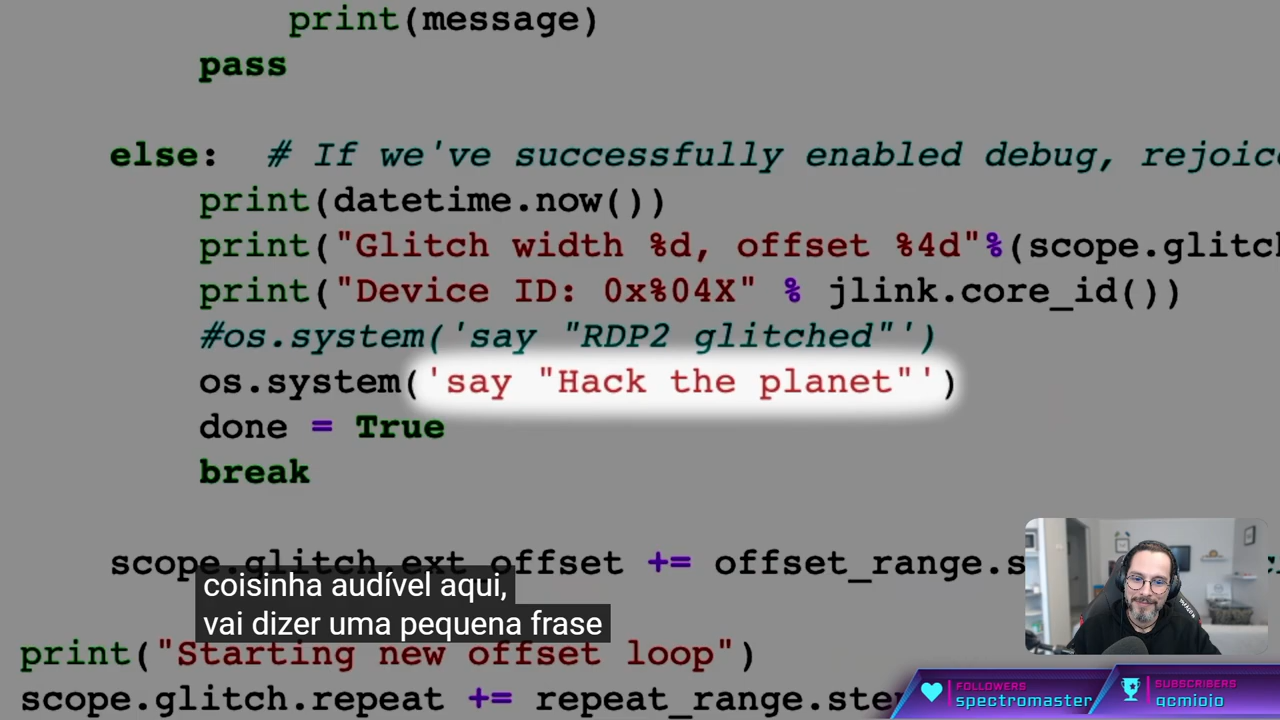 print(message)
pass
else:  # If we've successfully enabled debug, rejoice
print(datetime.now())
print("Glitch width %d, offset %4d"%(scope.glitch
print("Device ID: 0x%04X" % jlink.core_id())
#os.system('say "RDP2 glitched"')
os.system('say "Hack the planet"')
done = True
break
scope.glitch.ext_offset += offset_range.s
coisinha audível aqui,
vai dizer uma pequena frase
print("Starting new offset loop")
scope.glitch.repeat += repeat_range.ste
FOLLOWERS
spectromaster
SUBSCRIBERS
qcmioio